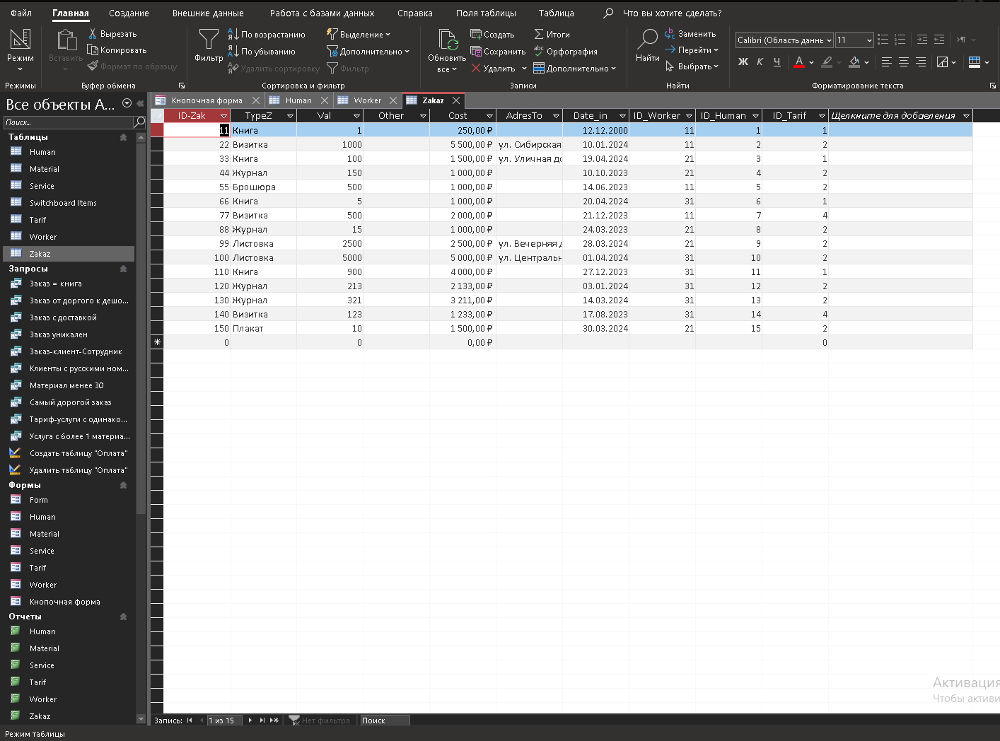 Файл Главная Создание Внешние данные Работа с базами данных Справка Поля таблицы Таблица Что вы хотите сделать?
Режим
Режимы
Вставить
Вырезать
Копировать
Формат по образцу
Буфер обмена
Фильтр
По возрастанию
По убыванию
Удалить сортировку
Выделение
Дополнительно
Фильтр
Сортировка и фильтр
Обновить
все
Создать
Сохранить
Удалить
Итоги
Орфография
Дополнительно
Записи
Найти
Заменить
Перейти
Выбрать
Найти
Calibri (Область даннь 11
Ж К Ч А
Форматирование текста
Все объекты A...
Поиск...
Таблицы
Human
Material
Service
Switchboard Items
Tarif
Worker
Zakaz
Запросы
Заказ = книга
Заказ от доргого к дешо...
Заказ с доставкой
Заказ уникален
Заказ-клиент-Сотрудник
Клиенты с русскими ном...
Материал менее 30
Самый дорогой заказ
Тариф-услуги с одинако...
Услуга с более 1 материа...
Создать таблицу "Оплата"
Удалить таблицу "Оплата"
Формы
Form
Human
Material
Service
Tarif
Worker
Кнопочная форма
Отчеты
Human
Material
Service
Tarif
Worker
Zakaz
Кнопочная форма Human Worker Zakaz
ID-Zak TypeZ Val Other Cost AdresTo Date_in ID_Worker ID_Human ID_Tarif Щелкните для добавления
11 Книга 1 250,00 ₽ 12.12.2000 11 1 1
22 Визитка 1000 5 500,00 ₽ ул. Сибирская 10.01.2024 11 2 2
33 Книга 100 1 500,00 ₽ ул. Уличная дс 19.04.2024 21 3 1
44 Журнал 150 1 000,00 ₽ 10.10.2023 21 4 2
55 Брошюра 500 1 000,00 ₽ 14.06.2023 11 5 2
66 Книга 5 1 000,00 ₽ 20.04.2024 31 6 1
77 Визитка 500 2 000,00 ₽ 21.12.2023 11 7 4
88 Журнал 15 1 000,00 ₽ 24.03.2023 21 8 2
99 Листовка 2500 2 500,00 ₽ ул. Вечерняя д 28.03.2024 21 9 2
100 Листовка 5000 5 000,00 ₽ ул. Центральн 01.04.2024 31 10 2
110 Книга 900 4 000,00 ₽ 27.12.2023 31 11 1
120 Журнал 213 2 133,00 ₽ 03.01.2024 31 12 2
130 Журнал 321 3 211,00 ₽ 14.03.2024 31 13 2
140 Визитка 123 1 233,00 ₽ 17.08.2023 31 14 4
150 Плакат 10 1 500,00 ₽ 30.03.2024 21 15 2
0 0 0,00 ₽ 0
Активация
Чтобы активи
Запись: 1 из 15 Нет фильтра Поиск
Режим таблицы